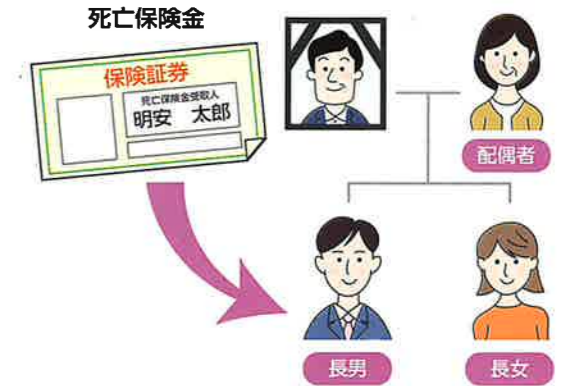 死亡保険金
保険証券
死亡保険金受取人
明安 太郎
配偶者
長男
長女